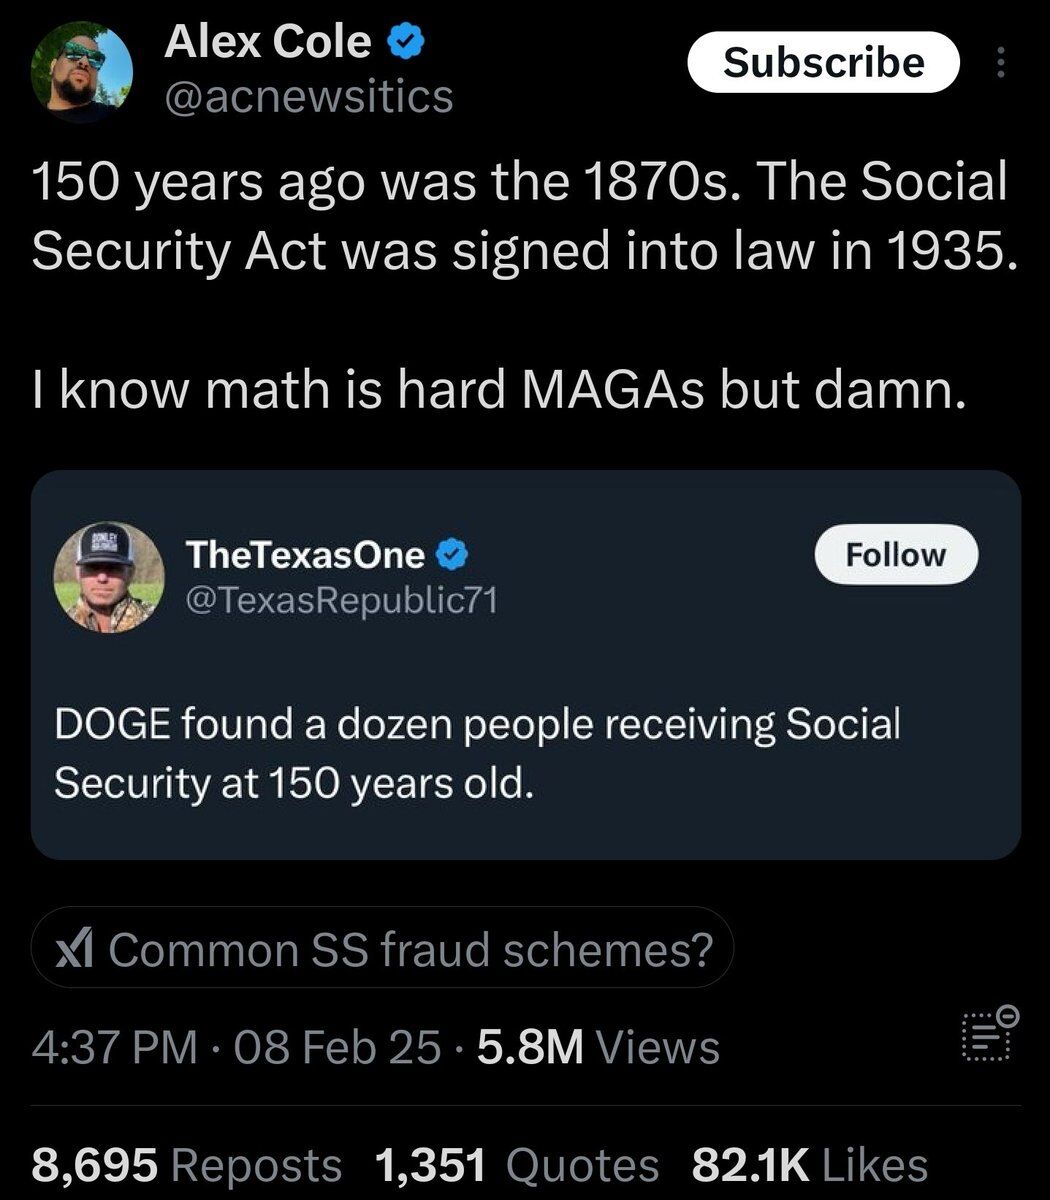 Alex Cole
Subscribe
@acnewsitics
150 years ago was the 1870s. The Social
Security Act was signed into law in 1935.
I know math is hard MAGAs but damn.
TheTexasOne
Follow
@TexasRepublic71
DOGE found a dozen people receiving Social
Security at 150 years old.
Common SS fraud schemes?
4:37 PM · 08 Feb 25 · 5.8M Views
8,695 Reposts 1,351 Quotes 82.1K Likes